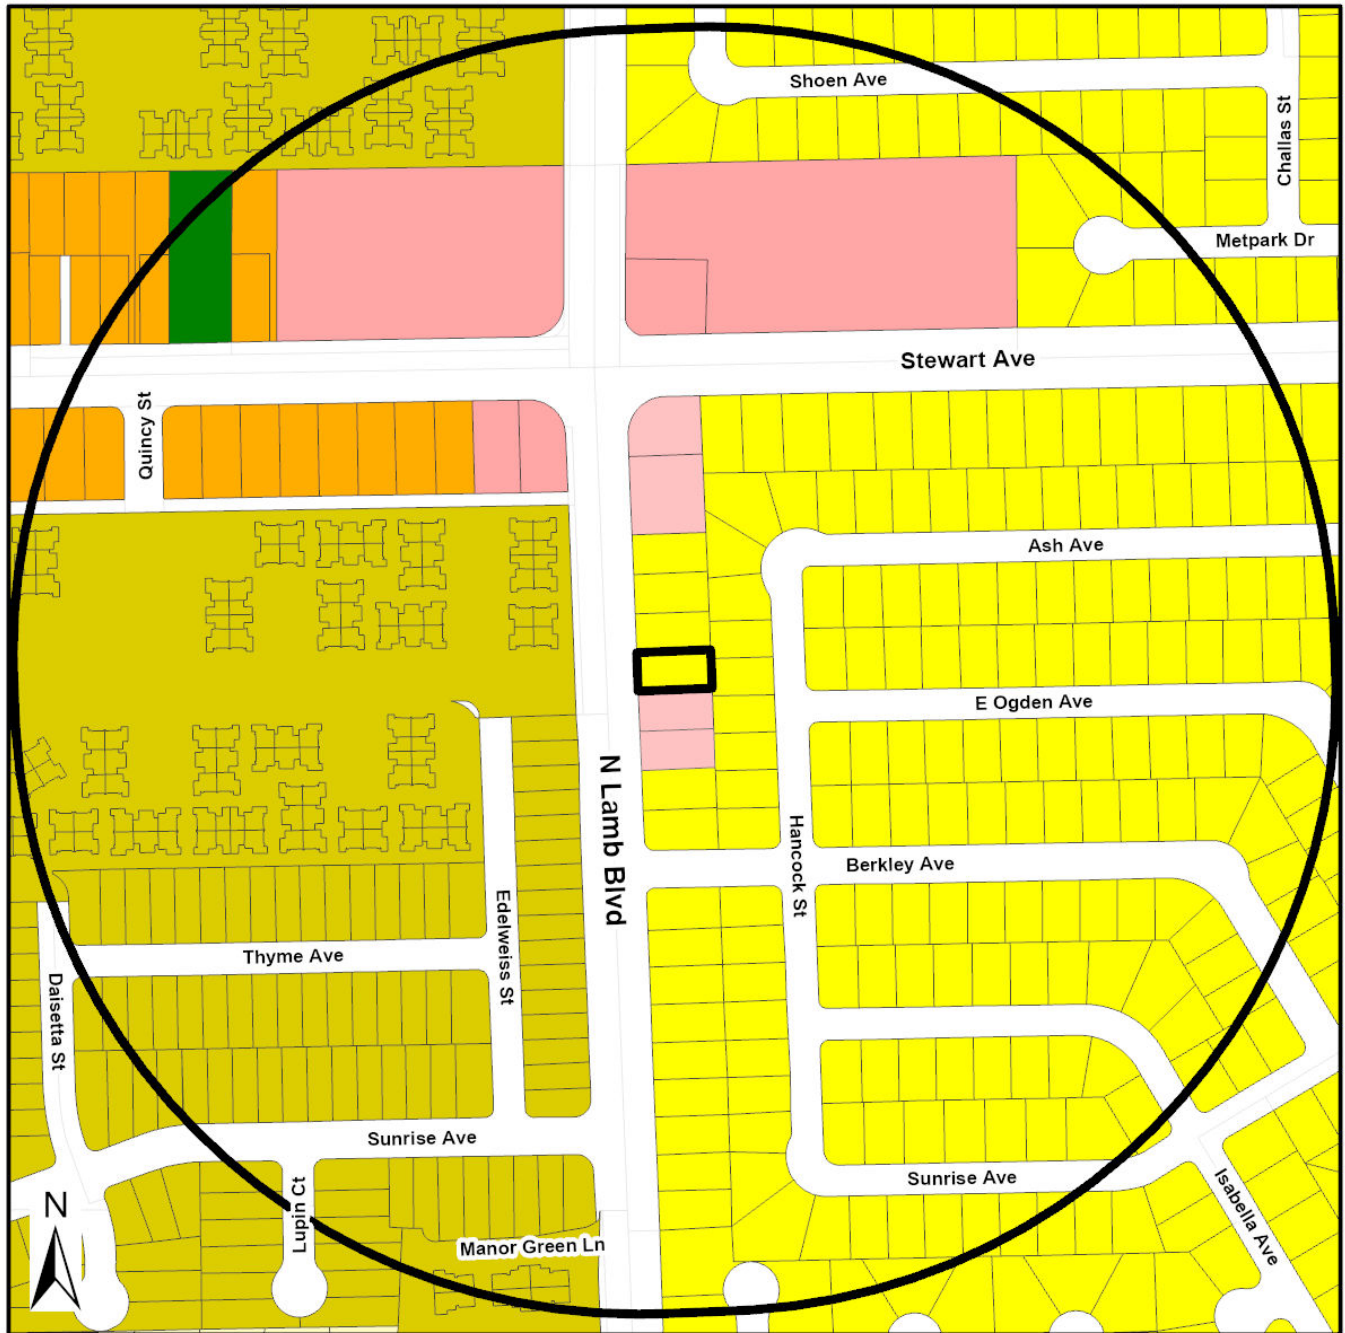 Shoen Ave
Challas St
Metpark Dr
Stewart Ave
Quincy St
Ash Ave
E Ogden Ave
N Lamb Blvd
Hancock St
Berkley Ave
Edelweiss St
Thyme Ave
Daisetta St
Sunrise Ave
Sunrise Ave
Isabella Ave
Lupin Ct
N
Manor Green Ln